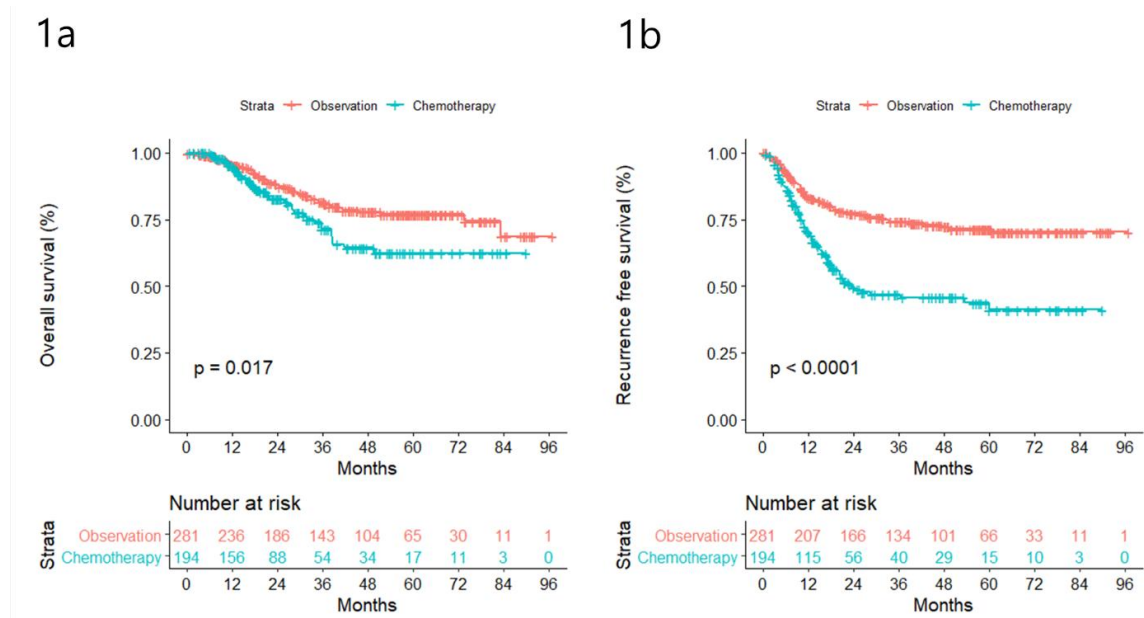 1a
Strata Observation Chemotherapy
Overall survival (%)
1.00
0.75
0.50
0.25
0.00
p = 0.017
0 12 24 36 48 60 72 84 96
Months
Number at risk
Strata
Observation 281 236 186 143 104 65 30 11 1
Chemotherapy 194 156 88 54 34 17 11 3 0
0 12 24 36 48 60 72 84 96
Months
1b
Strata Observation Chemotherapy
Recurrence free survival (%)
1.00
0.75
0.50
0.25
0.00
p < 0.0001
0 12 24 36 48 60 72 84 96
Months
Number at risk
Strata
Observation 281 207 166 134 101 66 33 11 1
Chemotherapy 194 115 56 40 29 15 10 3 0
0 12 24 36 48 60 72 84 96
Months